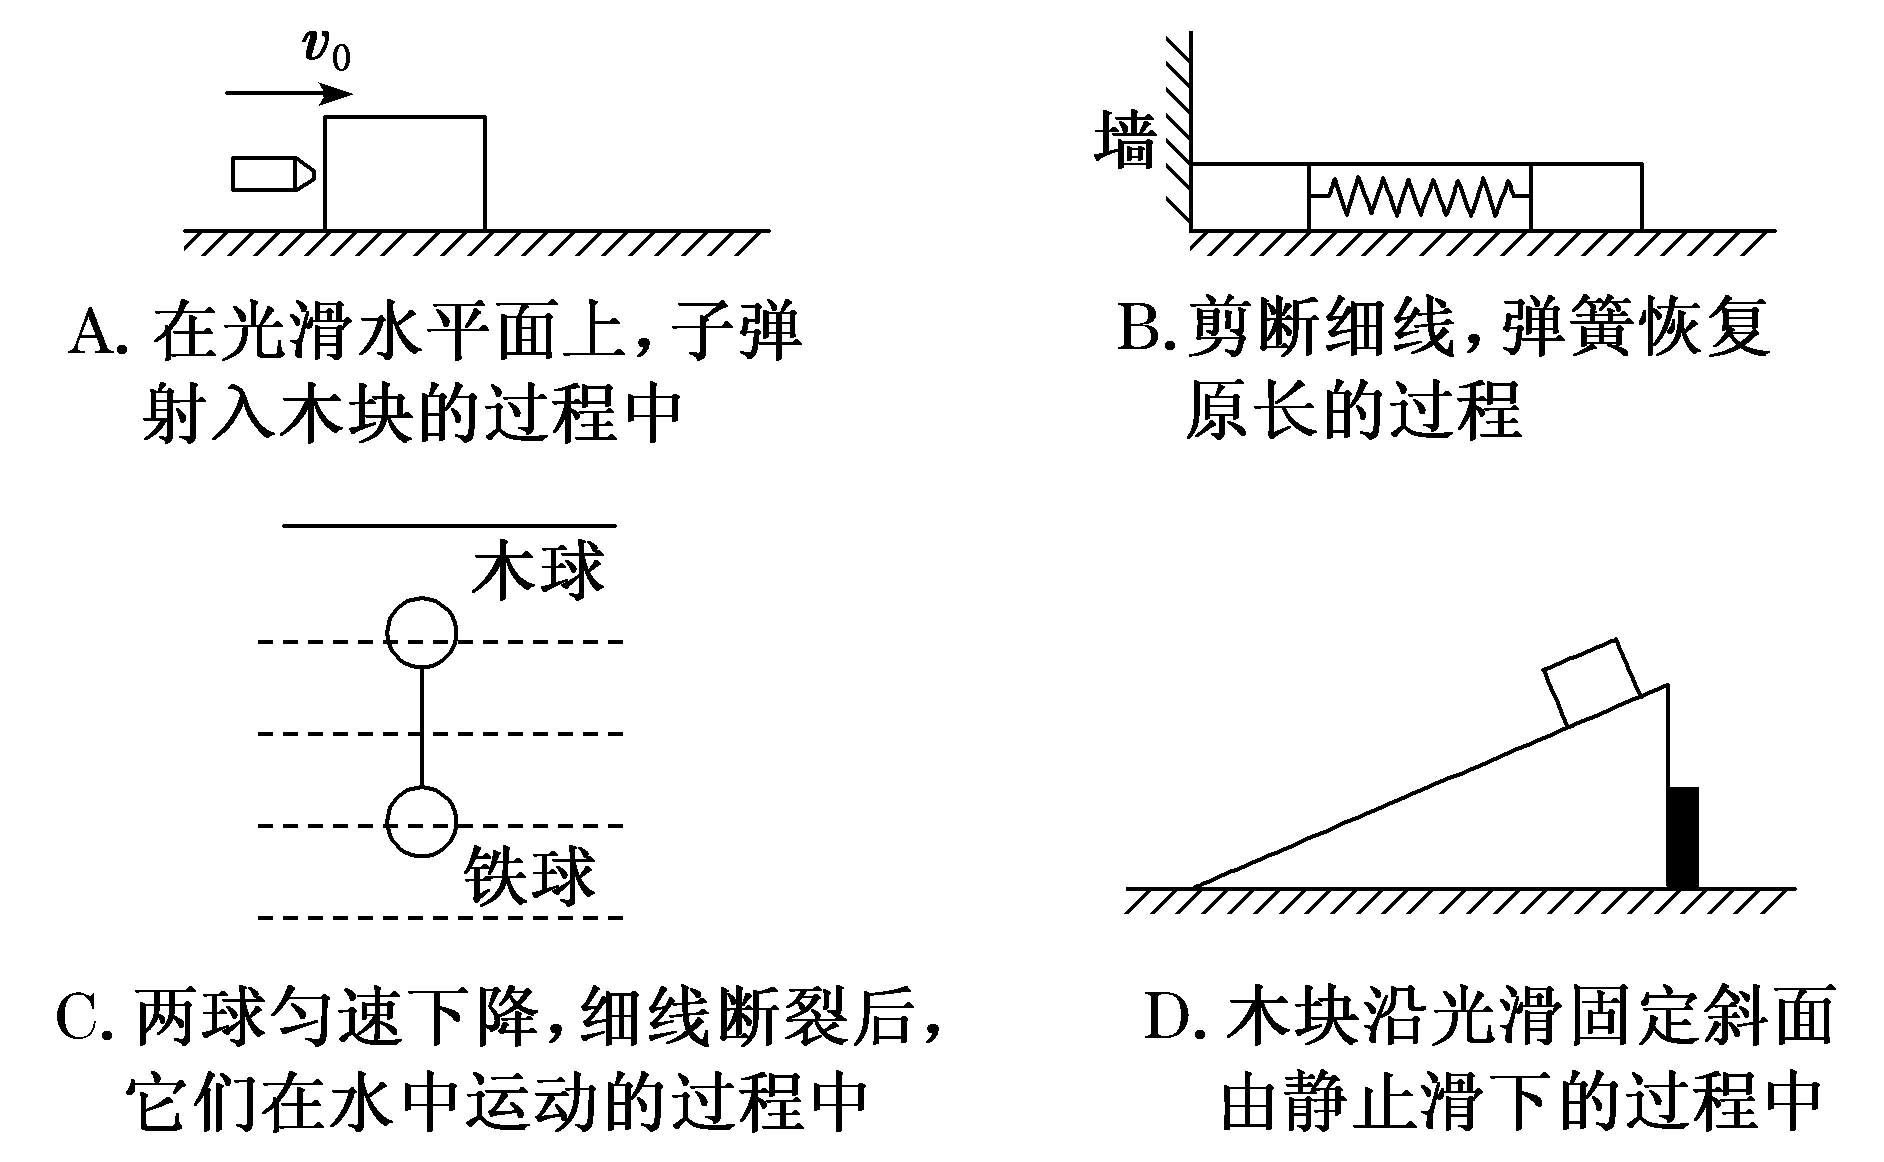 v₀
墙
A. 在光滑水平面上,子弹
射入木块的过程中
B. 剪断细线,弹簧恢复
原长的过程
木球
铁球
C. 两球匀速下降,细线断裂后,
它们在水中运动的过程中
D. 木块沿光滑固定斜面
由静止滑下的过程中